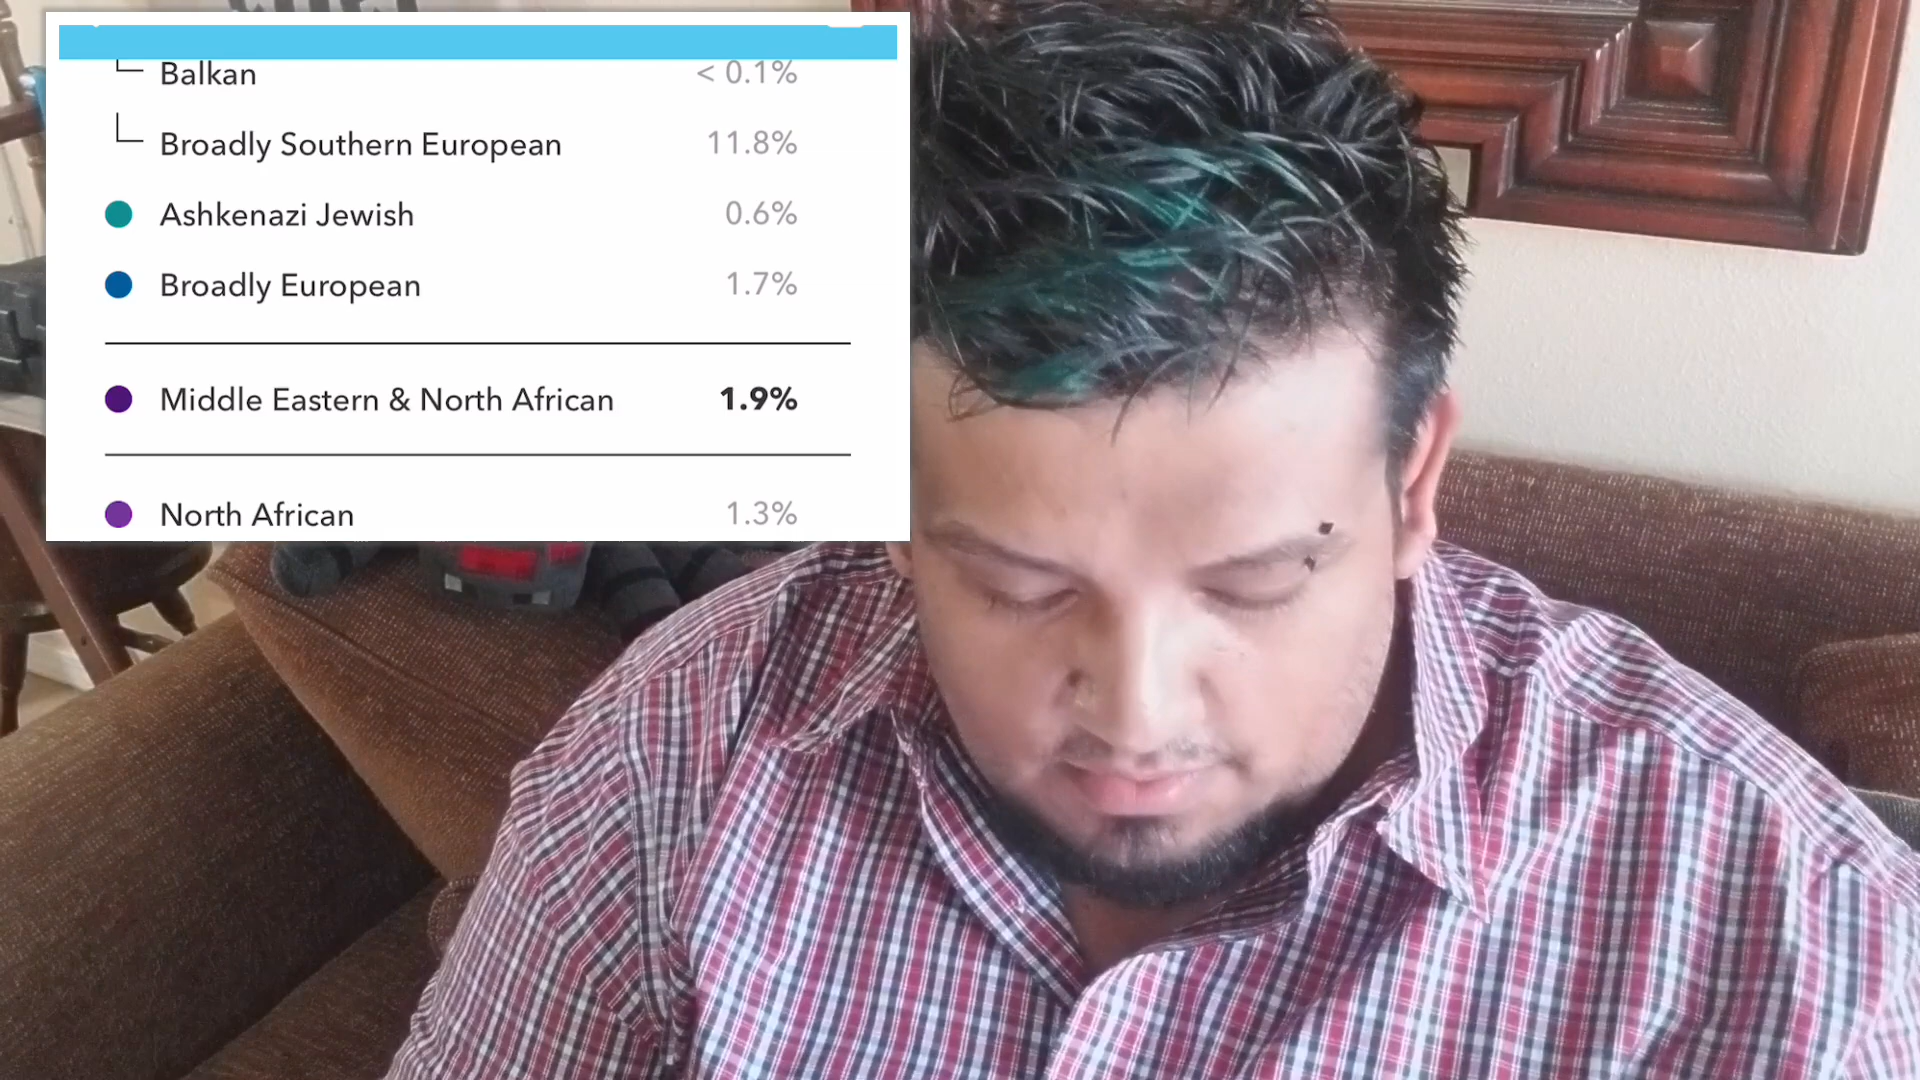 Balkan < 0.1%
Broadly Southern European 11.8%
Ashkenazi Jewish 0.6%
Broadly European 1.7%
Middle Eastern & North African 1.9%
North African 1.3%